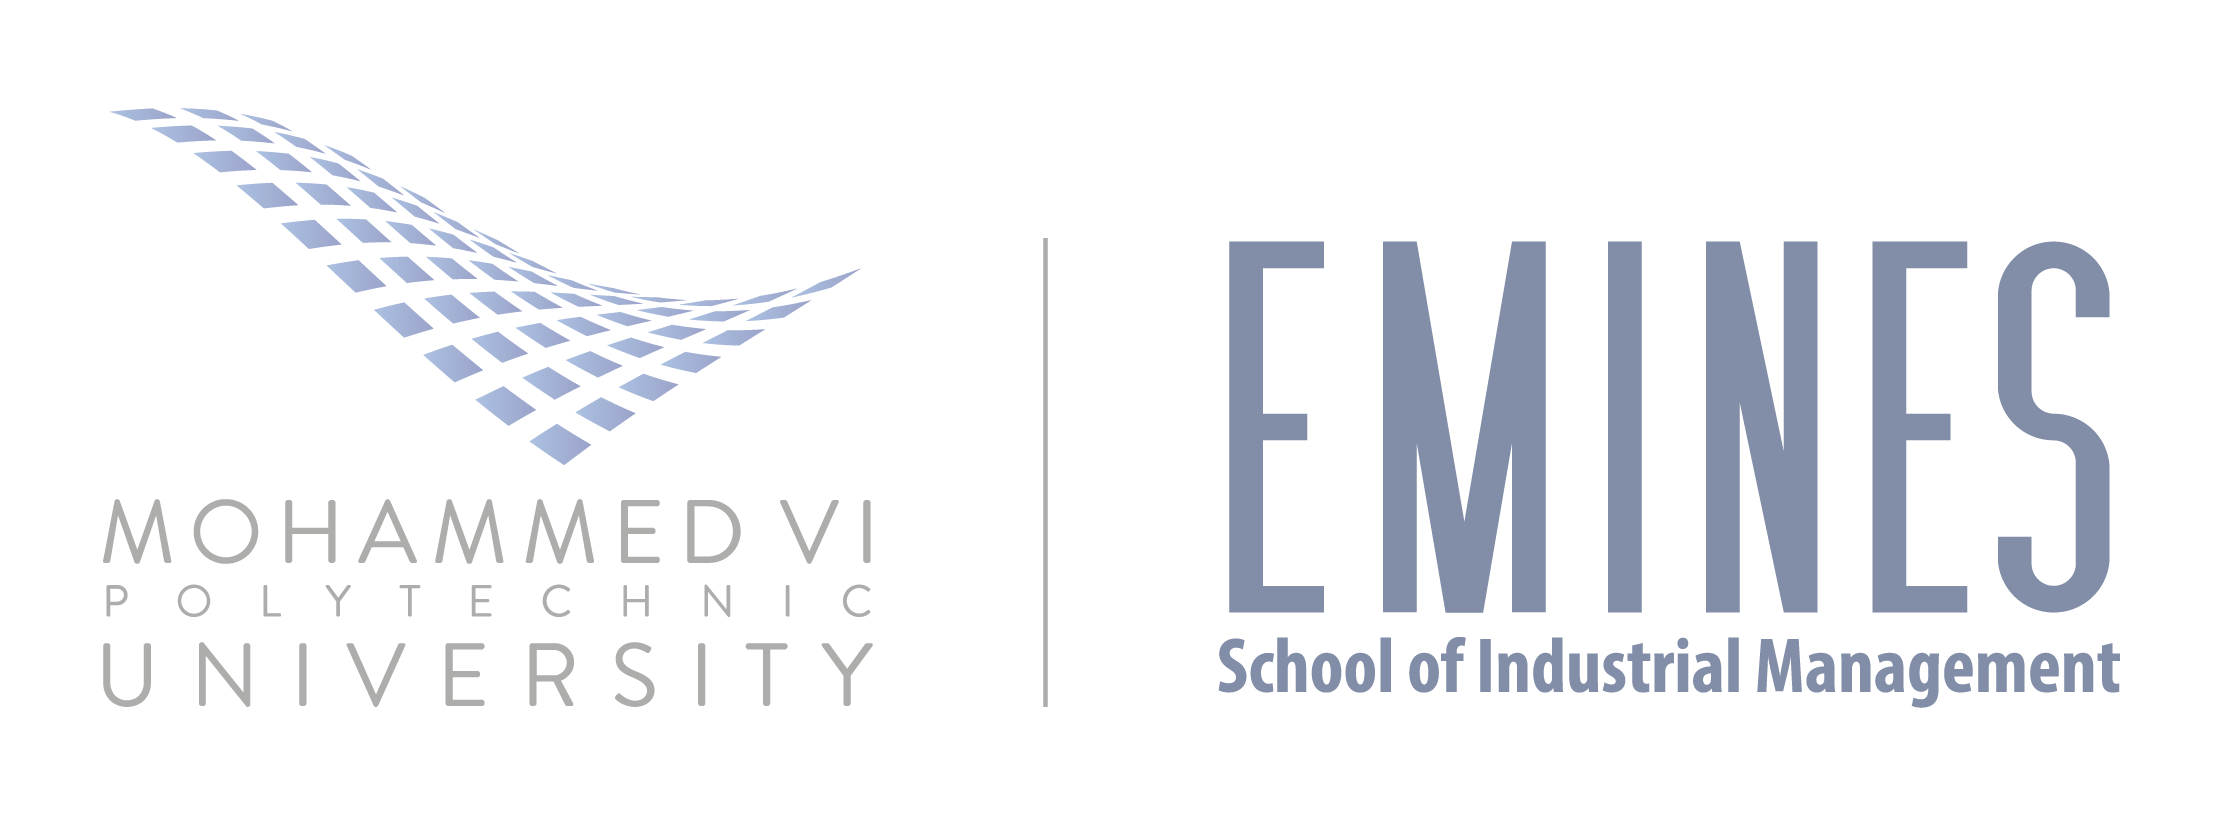 MOHAMMED VI
POLYTECHNIC
UNIVERSITY
EMINES
School of Industrial Management